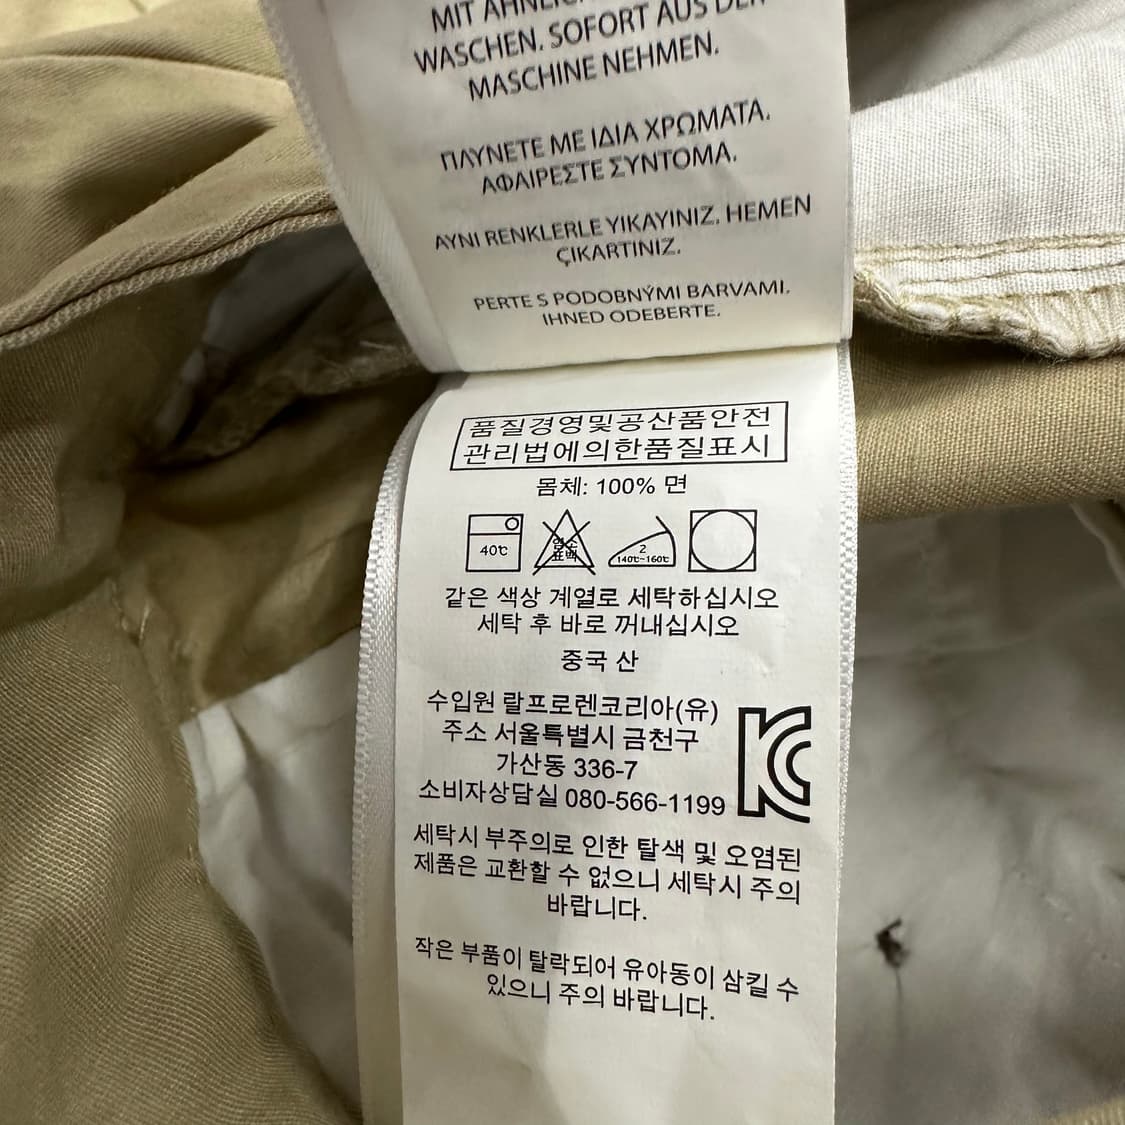 MIT ÄHNLICHEN
WASCHEN. SOFORT AUS DER
MASCHINE NEHMEN.
ΠΛΥΝΕΤΕ ΜΕ ΙΔΙΑ ΧΡΩΜΑΤΑ.
ΑΦΑΙΡΕΣΤΕ ΣΥΝΤΟΜΑ.
AYNI RENKLERLE YIKAYINIZ. HEMEN
ÇIKARTINIZ.
PERTE S PODOBNÝMI BARVAMI.
IHNED ODEBERTE.
품질경영및공산품안전
관리법에의한품질표시
몸체: 100% 면
40℃ 염소 표백 2 140℃~160℃
같은 색상 계열로 세탁하십시오
세탁 후 바로 꺼내십시오
중국 산
수입원 랄프로렌코리아(유)
주소 서울특별시 금천구
가산동 336-7
소비자상담실 080-566-1199
KC
세탁시 부주의로 인한 탈색 및 오염된
제품은 교환할 수 없으니 세탁시 주의
바랍니다.
작은 부품이 탈락되어 유아동이 삼킬 수
있으니 주의 바랍니다.